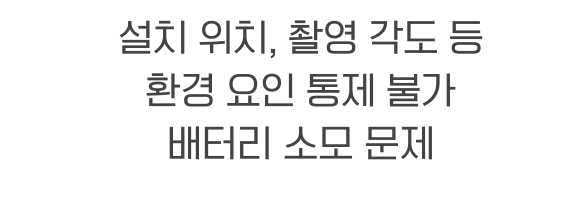 설치 위치, 촬영 각도 등
환경 요인 통제 불가
배터리 소모 문제